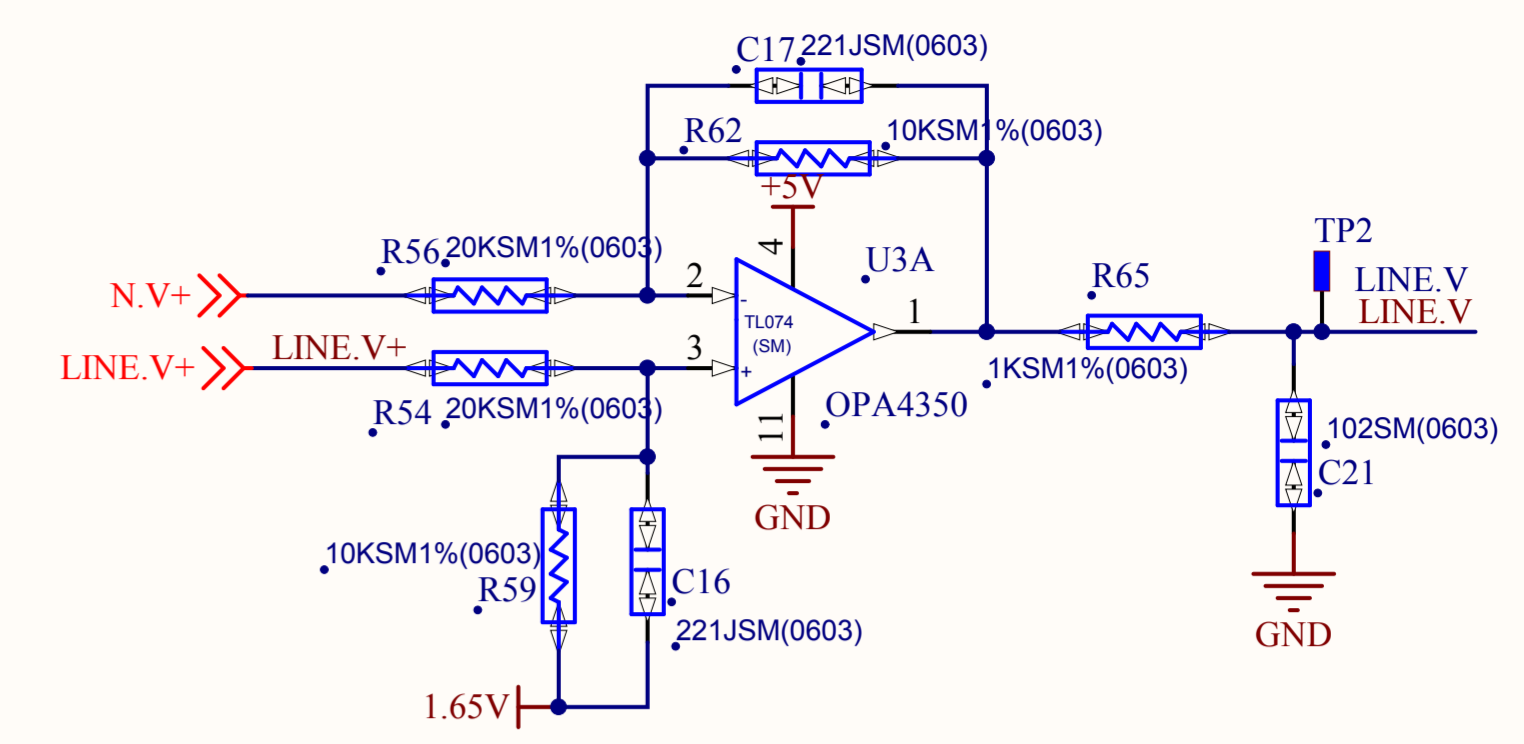 C17 221JSM(0603)
R62 10KSM1%(0603)
+5V
4
R56 20KSM1%(0603)
2
U3A
TP2
R65
LINE.V
N.V+
-
TL074
1
LINE.V
LINE.V+
3
(SM)
LINE.V+
+
1KSM1%(0603)
R54 20KSM1%(0603)
OPA4350
11
102SM(0603)
C21
GND
10KSM1%(0603)
R59
C16
221JSM(0603)
GND
1.65V